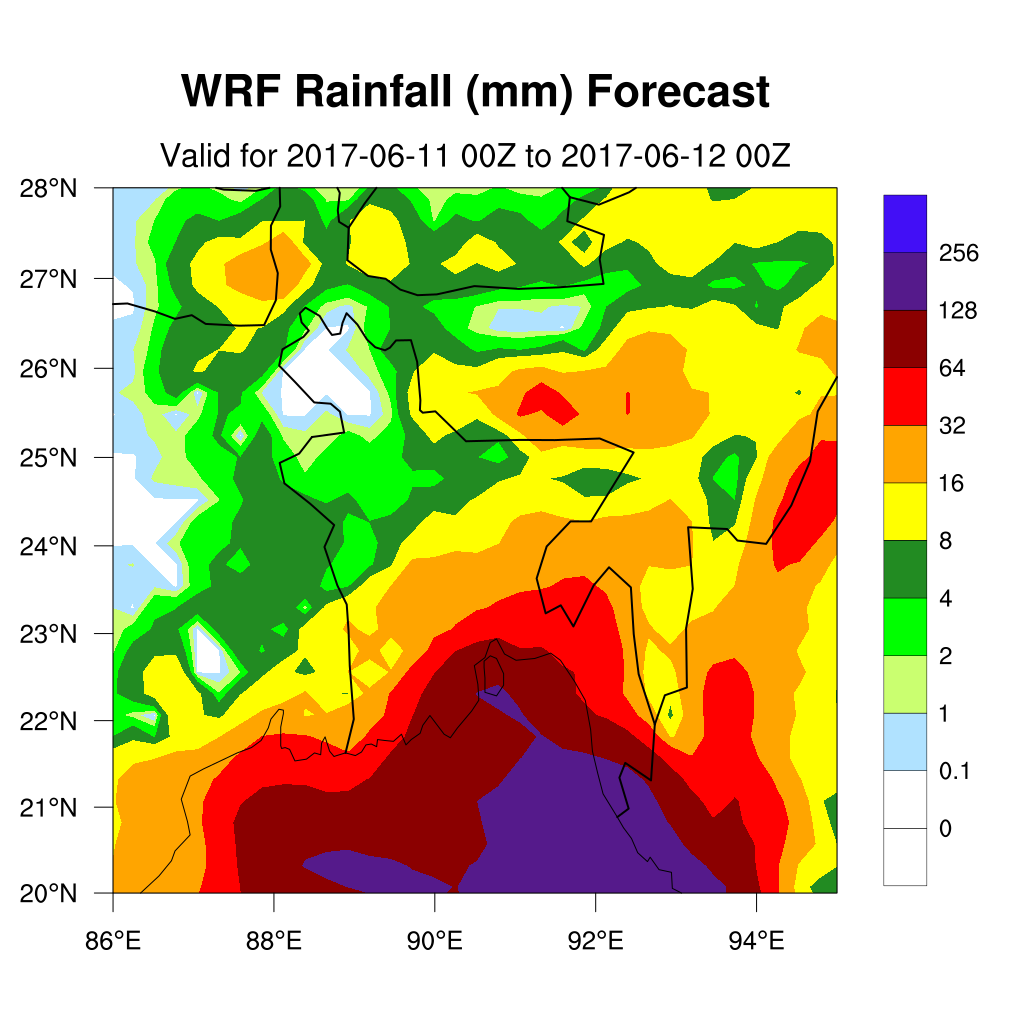 WRF Rainfall (mm) Forecast
Valid for 2017-06-11 00Z to 2017-06-12 00Z
28°N
27°N
26°N
25°N
24°N
23°N
22°N
21°N
20°N
86°E
88°E
90°E
92°E
94°E
256
128
64
32
16
8
4
2
1
0.1
0